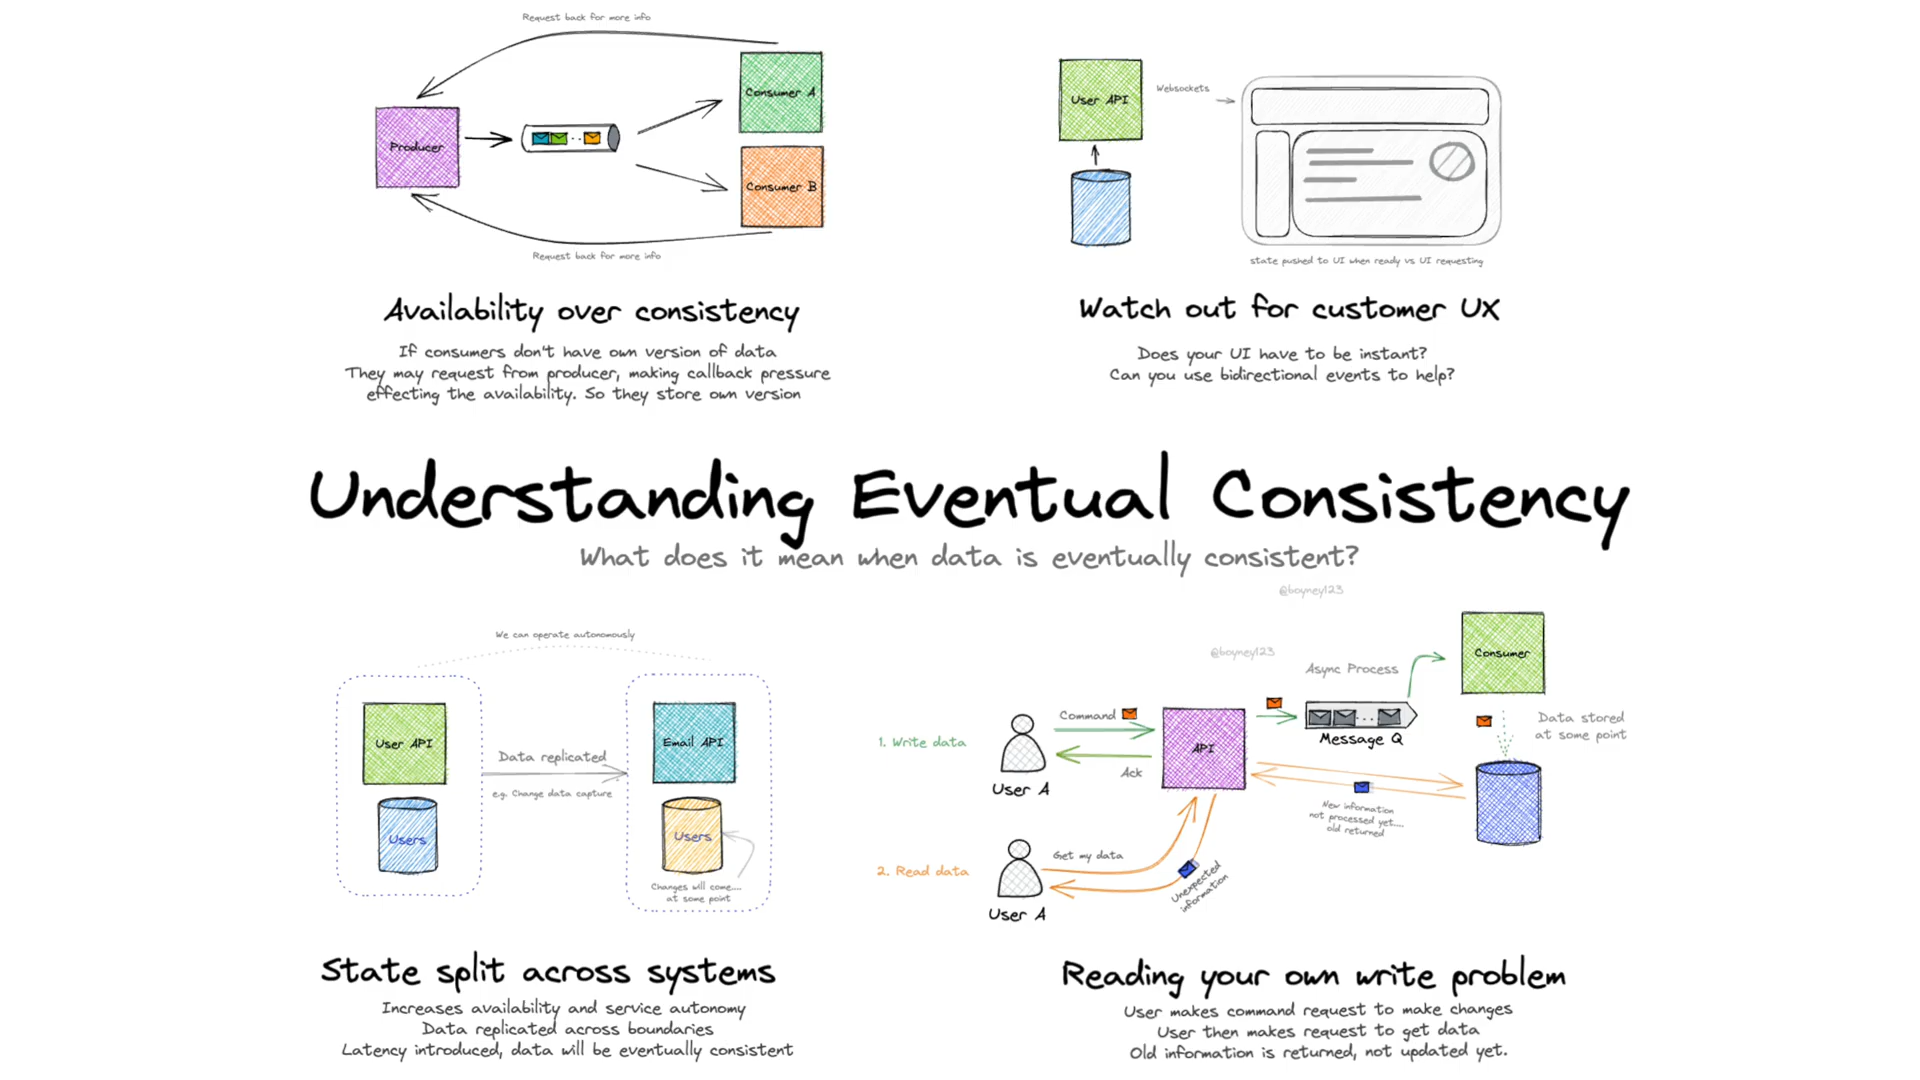 Request back for more info
Producer
Consumer A
Consumer B
Request back for more info
Availability over consistency
If consumers don't have own version of data
They may request from producer, making callback pressure
effecting the availability. So they store own version
User API
Websockets
state pushed to UI when ready vs UI requesting
Watch out for customer UX
Does your UI have to be instant?
Can you use bidirectional events to help?
Understanding Eventual Consistency
What does it mean when data is eventually consistent?
@boyney123
We can operate autonomously
User API
Users
Data replicated
e.g. Change data capture
Email API
Users
Changes will come....
at some point
State split across systems
Increases availability and service autonomy
Data replicated across boundaries
Latency introduced, data will be eventually consistent
@boyney123
Async Process
Consumer
1. Write data
User A
Command
Ack
API
Message Q
Data stored
at some point
New information
not processed yet....
old returned
2. Read data
User A
Get my data
Unexpected
information
Reading your own write problem
User makes command request to make changes
User then makes request to get data
Old information is returned, not updated yet.